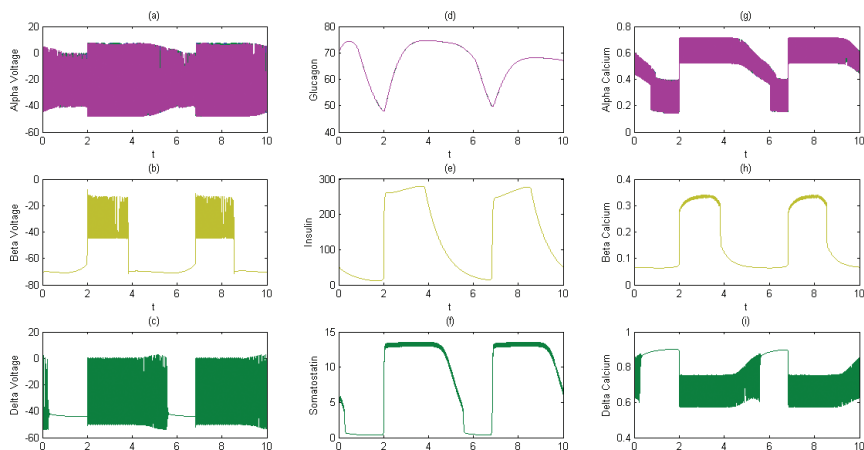 (a)
Alpha Voltage
20
0
-20
-40
-60
0 2 4 6 8 10
t
(d)
Glucagon
80
70
60
50
40
0 2 4 6 8 10
t
(g)
Alpha Calcium
0.8
0.6
0.4
0.2
0
0 2 4 6 8 10
t
(b)
Beta Voltage
0
-20
-40
-60
-80
0 2 4 6 8 10
t
(e)
Insulin
300
200
100
0
0 2 4 6 8 10
t
(h)
Beta Calcium
0.4
0.3
0.2
0.1
0
0 2 4 6 8 10
t
(c)
Delta Voltage
20
0
-20
-40
-60
0 2 4 6 8 10
(f)
Somatostatin
15
10
5
0
0 2 4 6 8 10
(i)
Delta Calcium
1
0.8
0.6
0.4
0 2 4 6 8 10